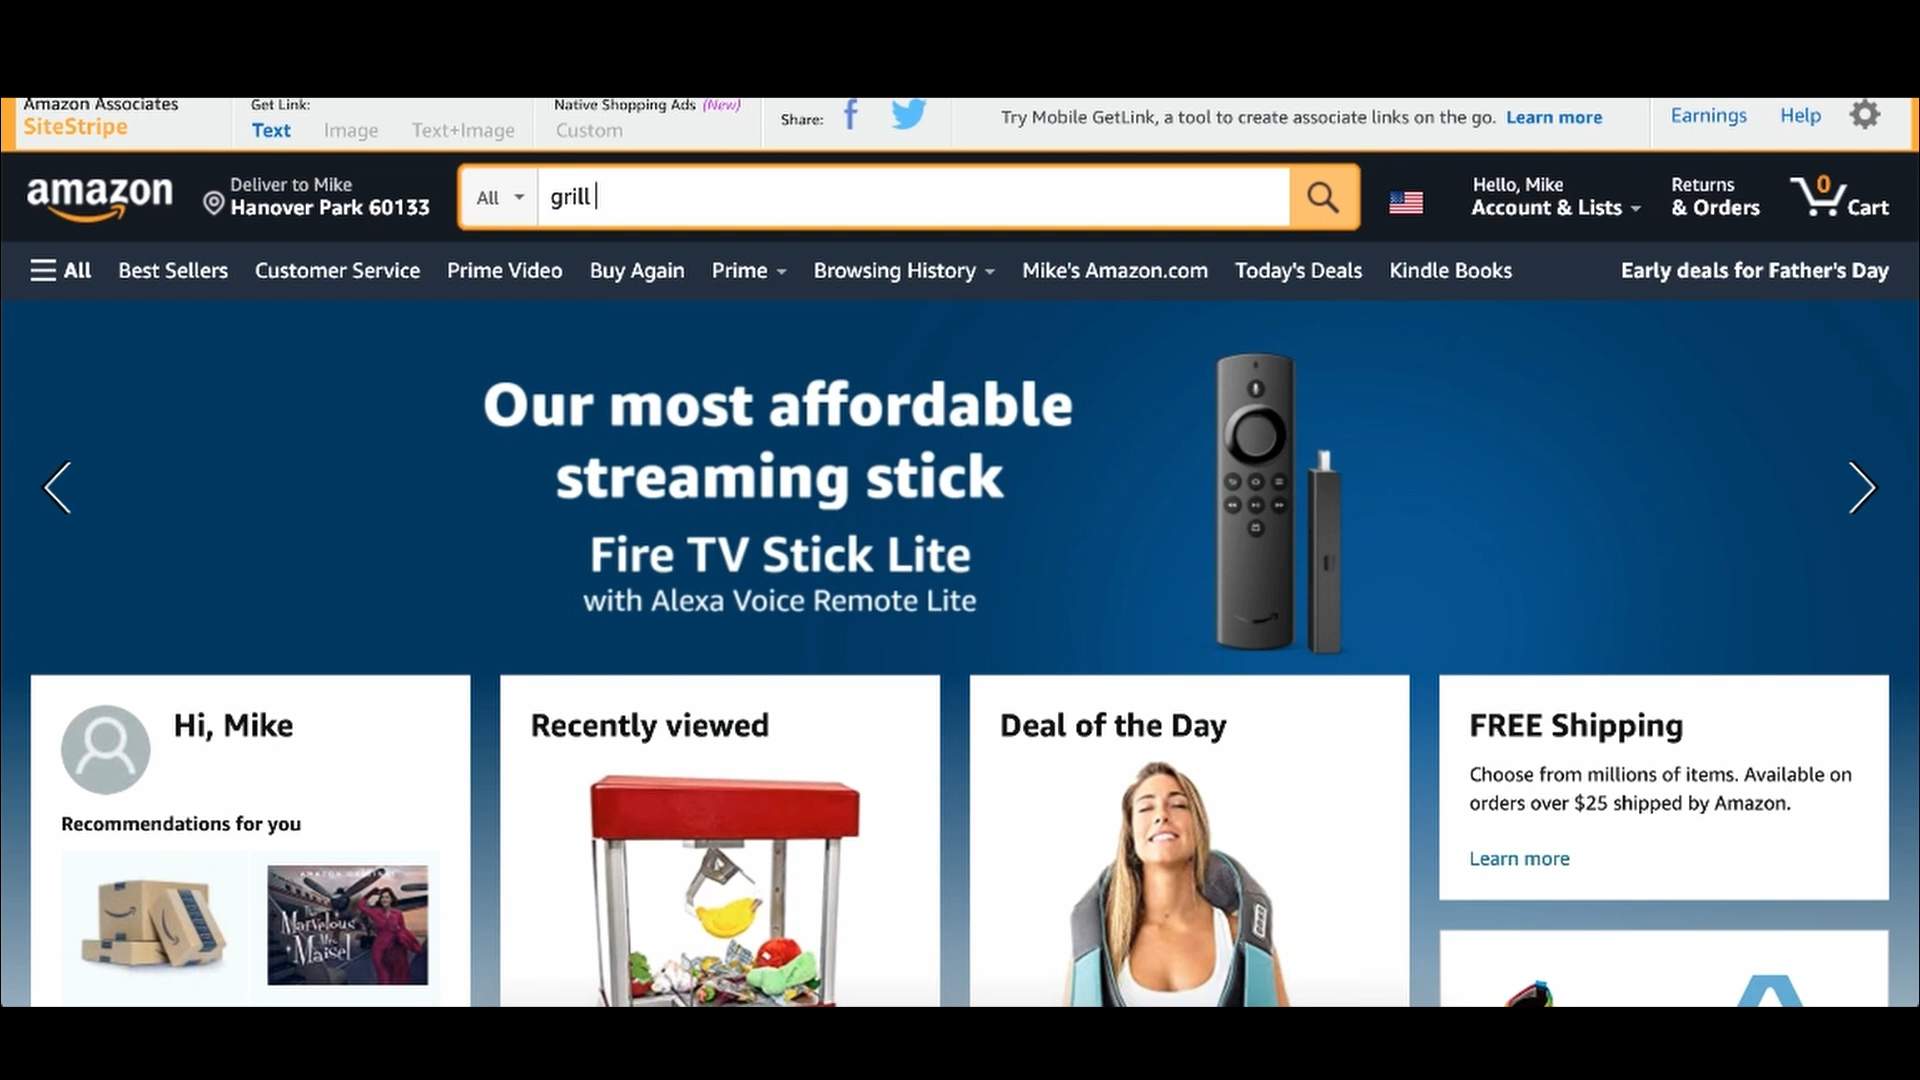 Amazon Associates
SiteStripe
Get Link:
Text Image Text+Image
Native Shopping Ads (New)
Custom
Share:
Try Mobile GetLink, a tool to create associate links on the go. Learn more
Earnings Help
amazon
Deliver to Mike
Hanover Park 60133
All
grill
Hello, Mike
Account & Lists
Returns
& Orders
0
Cart
All Best Sellers Customer Service Prime Video Buy Again Prime Browsing History Mike's Amazon.com Today's Deals Kindle Books Early deals for Father's Day
Our most affordable
streaming stick
Fire TV Stick Lite
with Alexa Voice Remote Lite
Hi, Mike
Recommendations for you
The
Marvelous
Mrs.
Maisel
Recently viewed
Deal of the Day
FREE Shipping
Choose from millions of items. Available on
orders over $25 shipped by Amazon.
Learn more